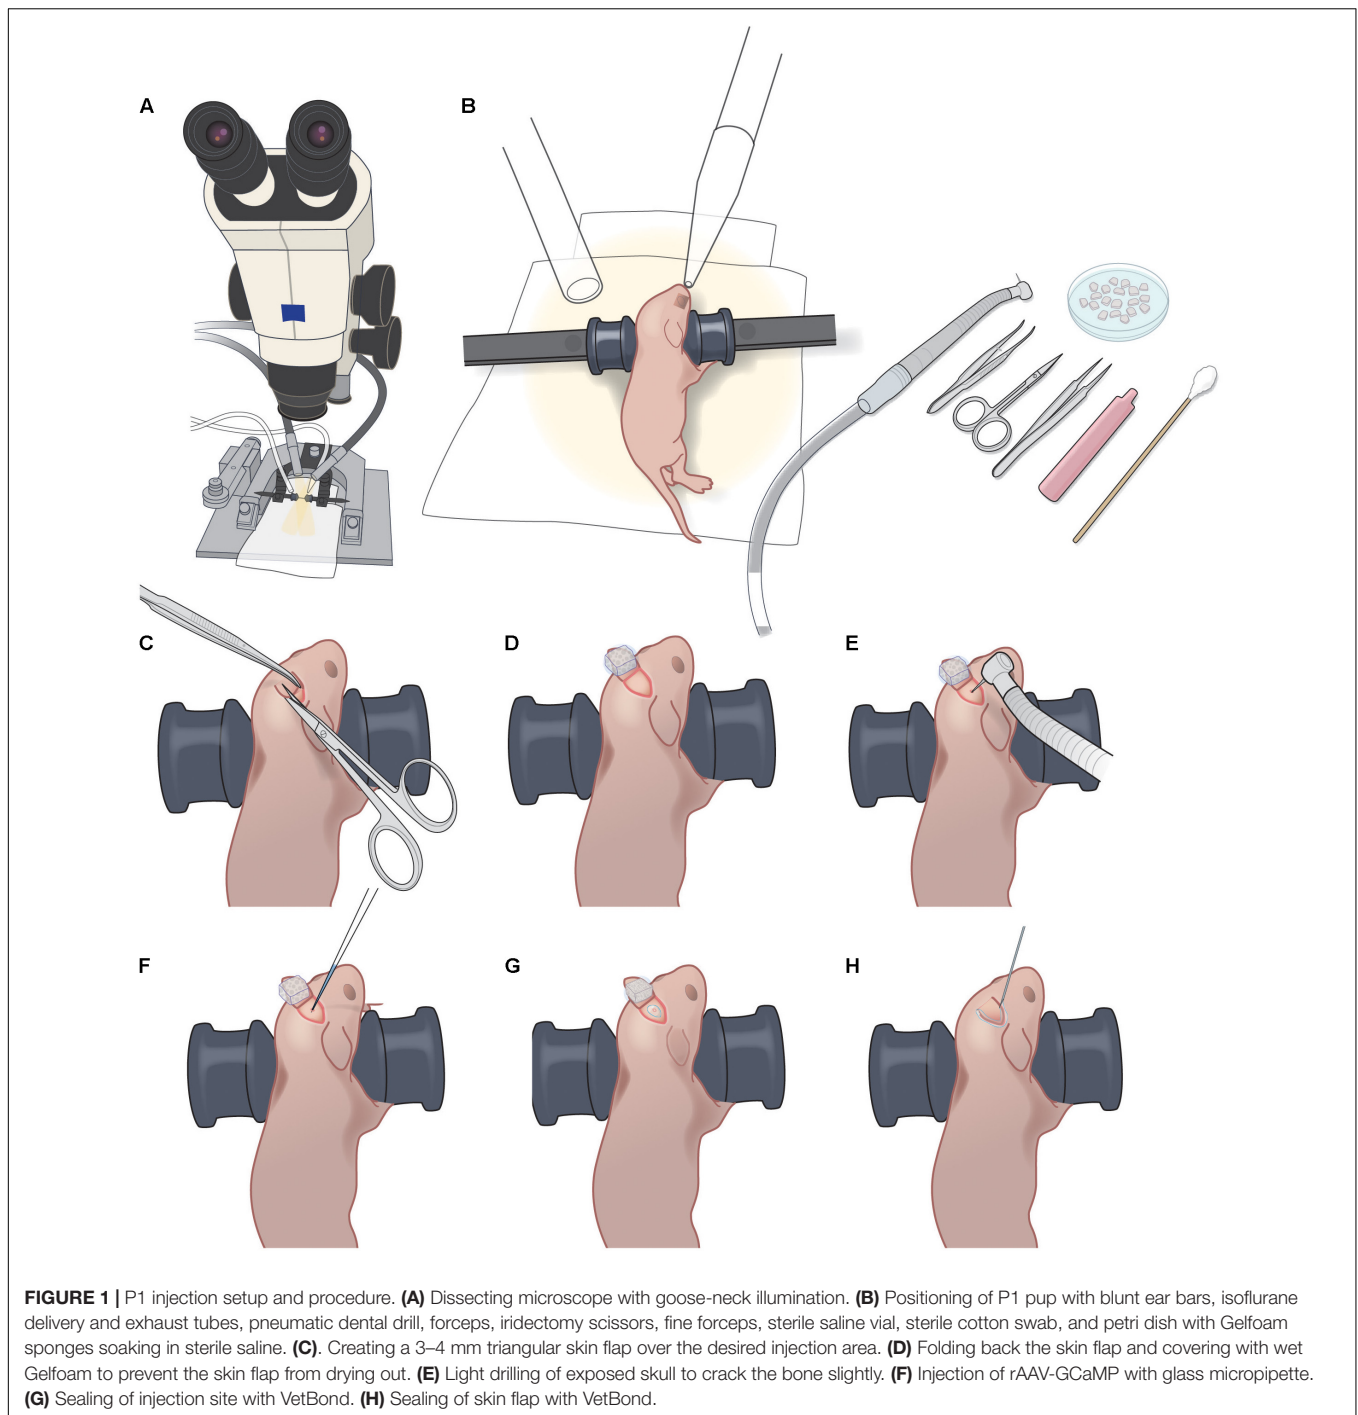 A
B
C
D
E
F
G
H
FIGURE 1 | P1 injection setup and procedure. (A) Dissecting microscope with goose-neck illumination. (B) Positioning of P1 pup with blunt ear bars, isoflurane
delivery and exhaust tubes, pneumatic dental drill, forceps, iridectomy scissors, fine forceps, sterile saline vial, sterile cotton swab, and petri dish with Gelfoam
sponges soaking in sterile saline. (C). Creating a 3–4 mm triangular skin flap over the desired injection area. (D) Folding back the skin flap and covering with wet
Gelfoam to prevent the skin flap from drying out. (E) Light drilling of exposed skull to crack the bone slightly. (F) Injection of rAAV-GCaMP with glass micropipette.
(G) Sealing of injection site with VetBond. (H) Sealing of skin flap with VetBond.